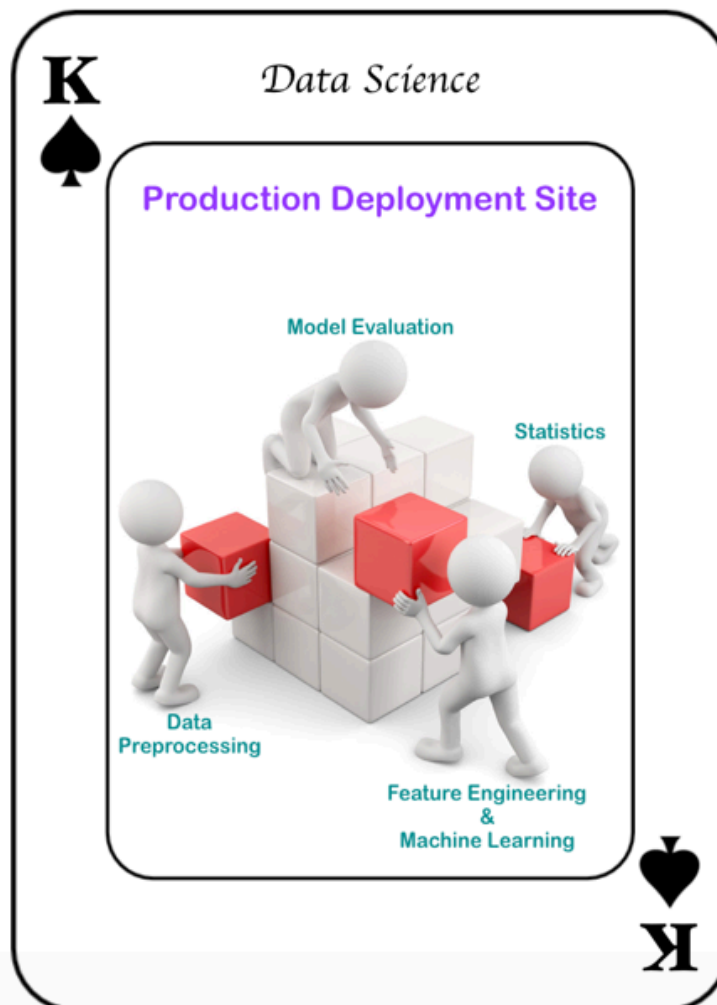 K
Data Science
Production Deployment Site
Model Evaluation
Statistics
Data
Preprocessing
Feature Engineering
&
Machine Learning
K